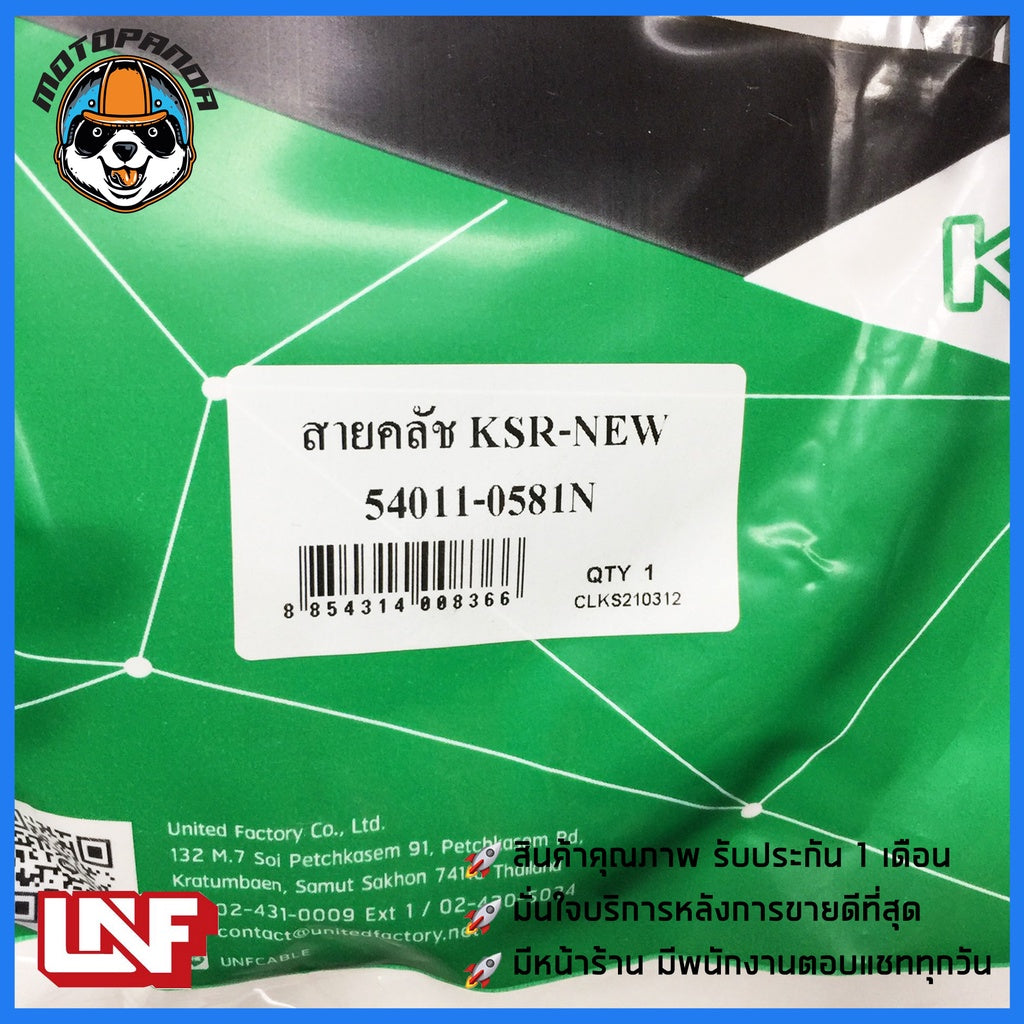 MOTOPANDA
K
สายคลัช KSR-NEW
54011-0581N
8 854314 008366
QTY 1
CLKS210312
United Factory Co., Ltd.
132 M.7 Soi Petchkasem 91, Petchkasem Rd,
Kratumbaen, Samut Sakhon Thailand
02-431-0009 Ext 1 /
contact@unitedfactory.net
UNFCABLE
UNF
🚀 สินค้าคุณภาพ รับประกัน 1 เดือน
🚀 มั่นใจบริการหลังการขายดีที่สุด
🚀 มีหน้าร้าน มีพนักงานตอบแชททุกวัน